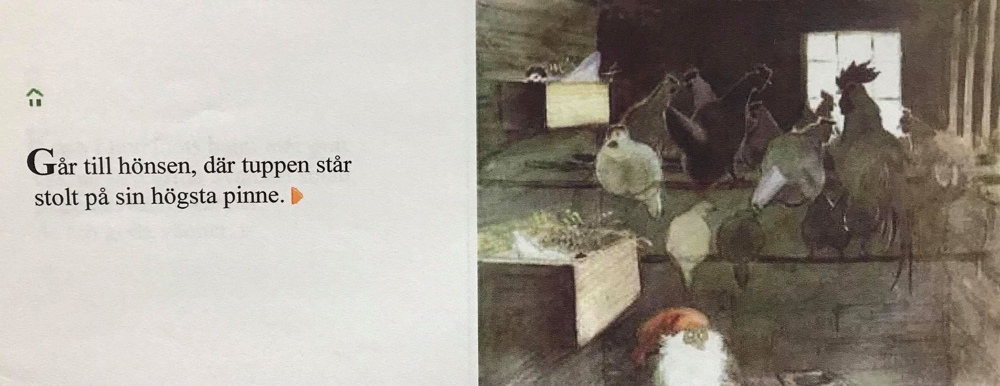 Går till hönsen, där tuppen står
stolt på sin högsta pinne.